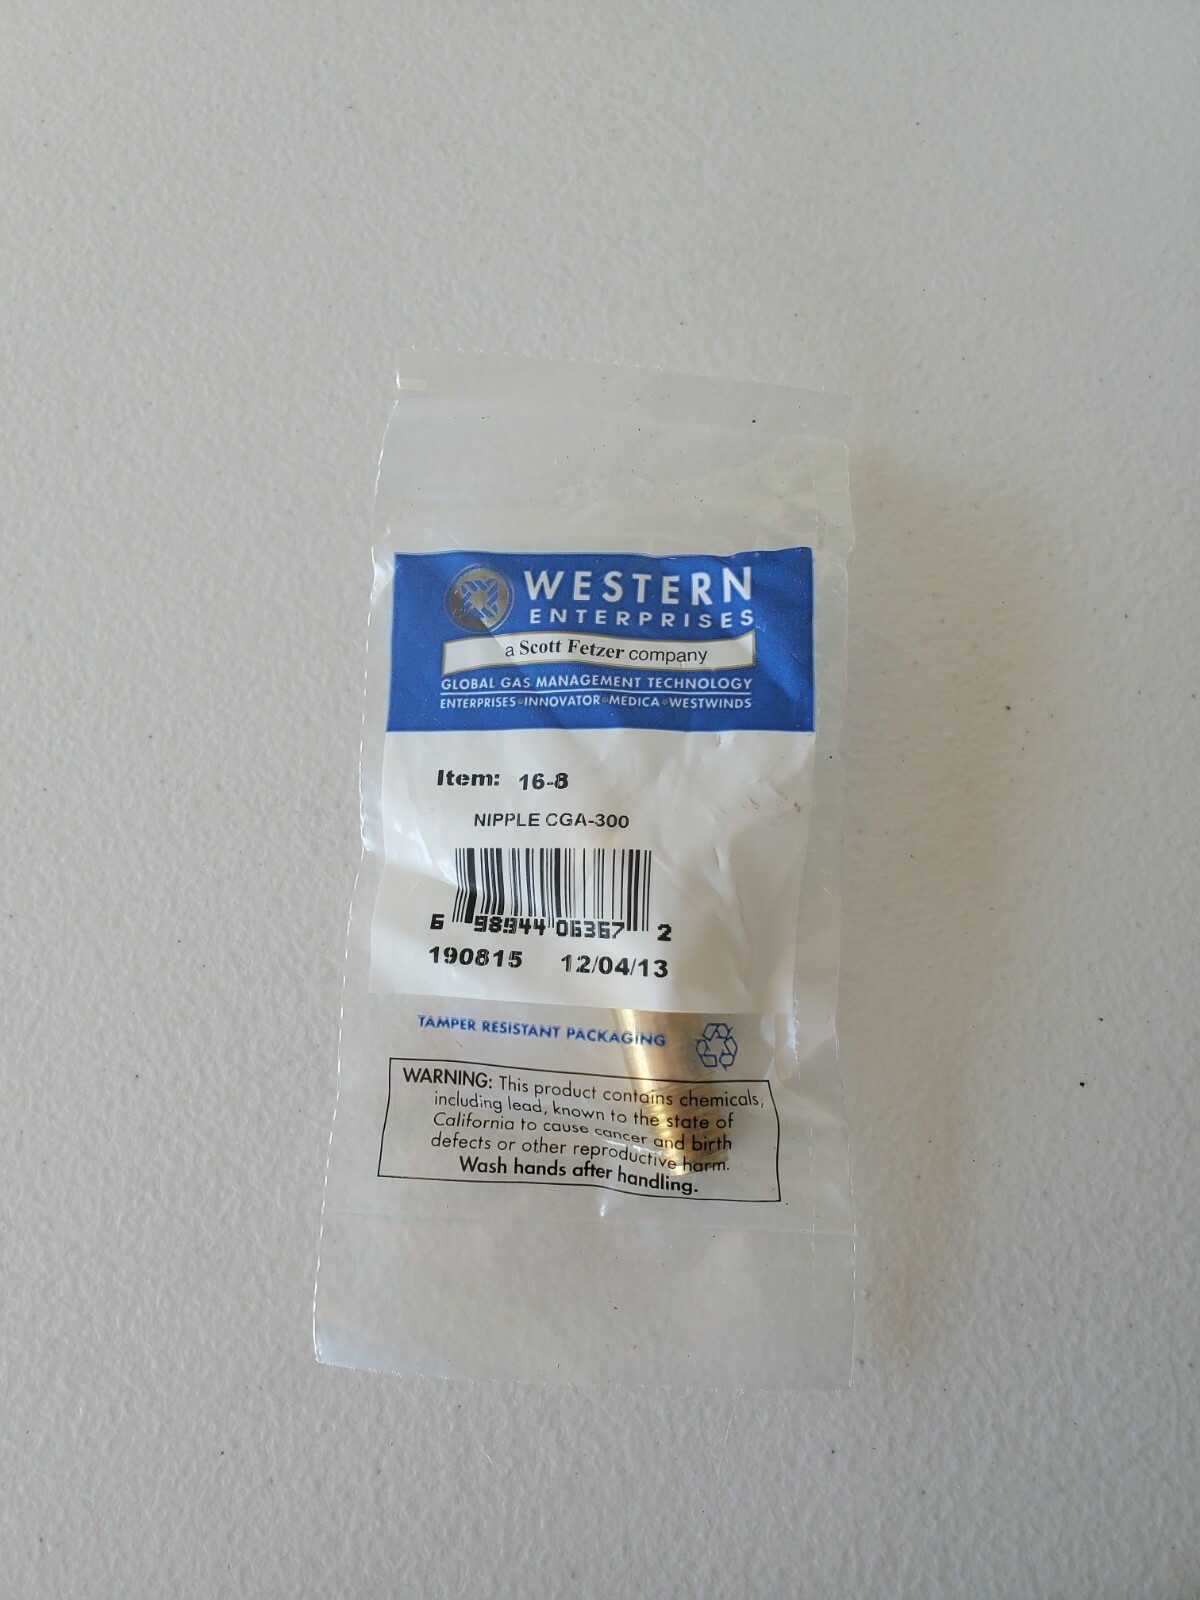 WESTERN
ENTERPRISES
a Scott Fetzer company
GLOBAL GAS MANAGEMENT TECHNOLOGY
ENTERPRISES•INNOVATOR•MEDICA•WESTWINDS
Item: 16-8
NIPPLE CGA-300
6 98944 06367 2
190815 12/04/13
TAMPER RESISTANT PACKAGING
WARNING: This product contains chemicals,
including lead, known to the state of
California to cause cancer and birth
defects or other reproductive harm.
Wash hands after handling.